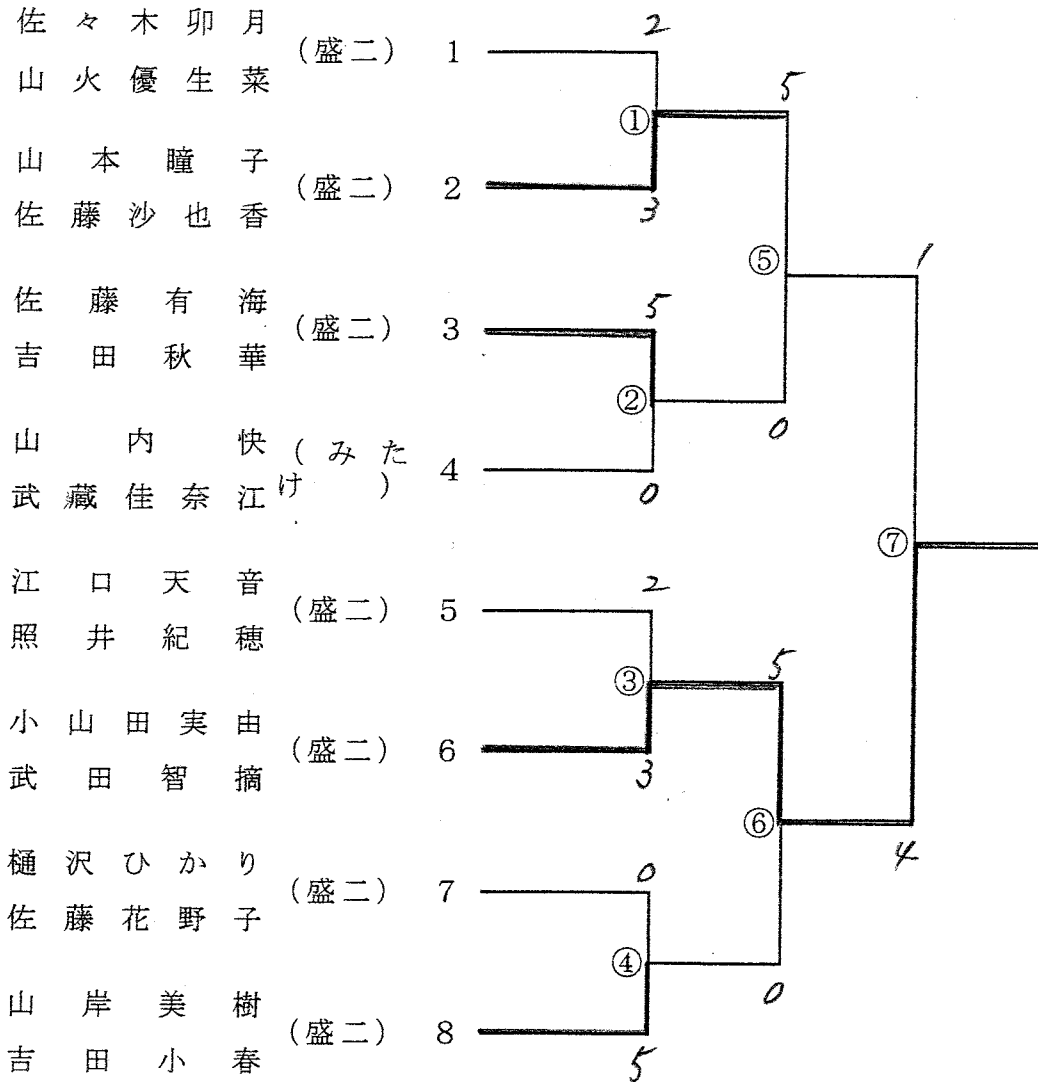 佐々木卯月
(盛二) 1
山火優生菜
2
5
①
山本瞳子
(盛二) 2
佐藤沙也香
3
⑤
1
佐藤有海
(盛二) 3
吉田秋華
5
②
0
山内快
(みたけ) 4
武藏佳奈江
0
⑦
江口天音
(盛二) 5
照井紀穂
2
③
5
小山田実由
(盛二) 6
武田智摘
3
⑥
4
樋沢ひかり
(盛二) 7
佐藤花野子
0
④
0
山岸美樹
(盛二) 8
吉田小春
5